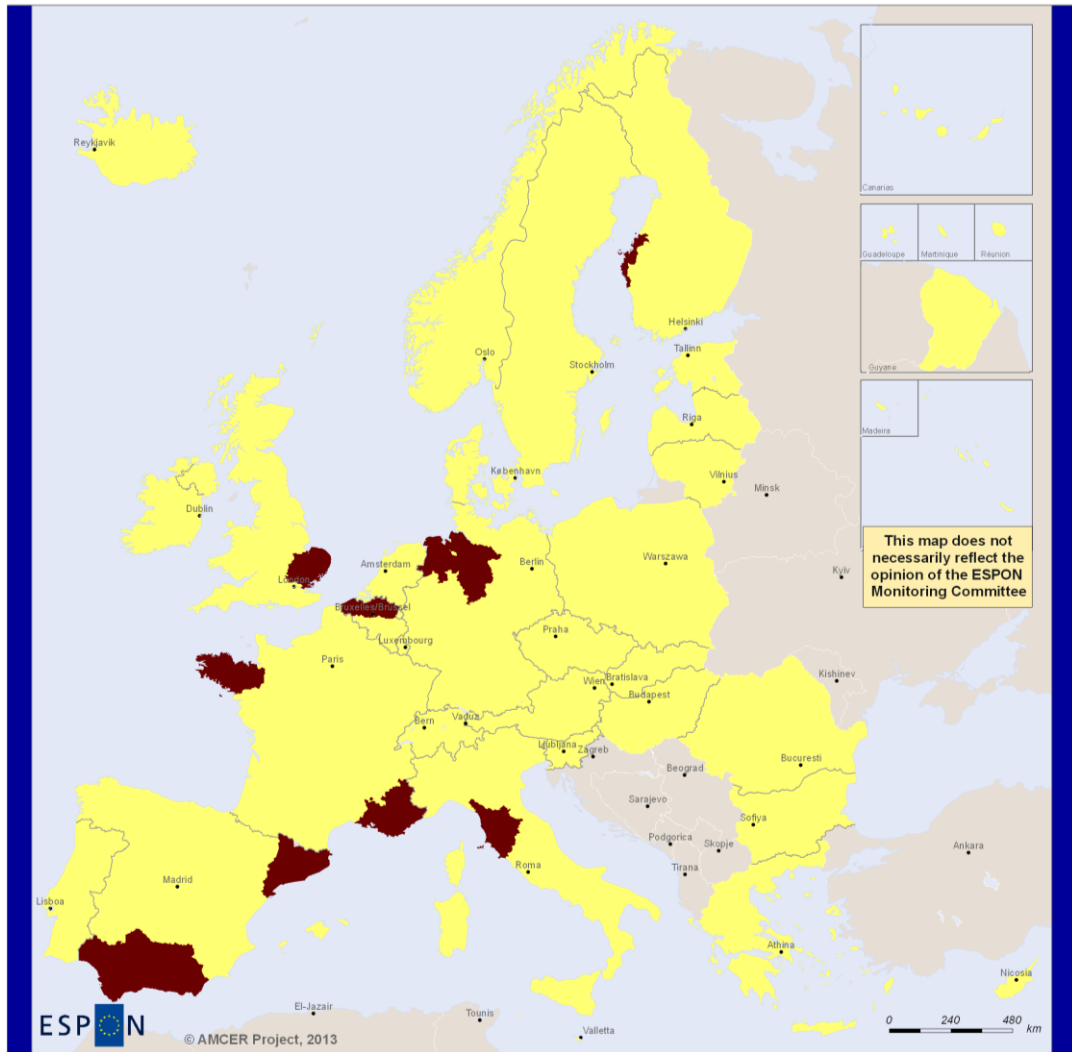 Reykjavik
Canarias
Guadeloupe
Martinique
Réunion
Helsinki
Tallinn
Oslo
Stockholm
Guyane
Riga
Madeira
København
Vilnius
Minsk
Dublin
This map does not
necessarily reflect the
opinion of the ESPON
Monitoring Committee
Amsterdam
Berlin
Warszawa
London
Kyiv
Bruxelles/Brussel
Praha
Luxembourg
Paris
Kishinev
Wien
Bratislava
Budapest
Bern
Vaduz
Ljubljana
Zagreb
Bucuresti
Beograd
Sarajevo
Sofiya
Podgorica
Skopje
Ankara
Roma
Tirana
Madrid
Lisboa
Athina
Nicosia
El-Jazair
Tounis
0 240 480
km
ESPON
© AMCER Project, 2013
Valletta